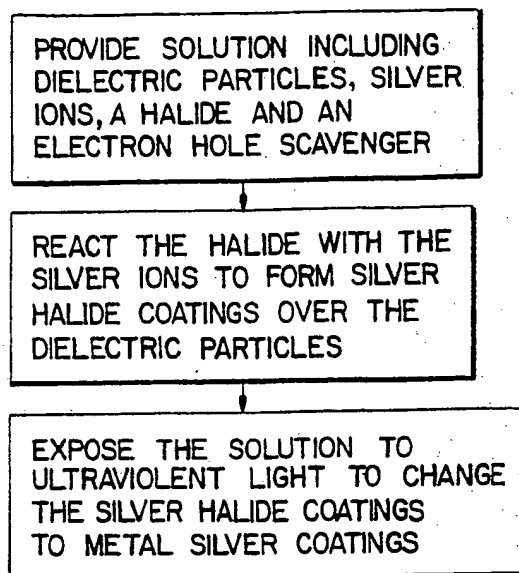 PROVIDE SOLUTION INCLUDING
DIELECTRIC PARTICLES, SILVER
IONS, A HALIDE AND AN
ELECTRON HOLE SCAVENGER
REACT THE HALIDE WITH THE
SILVER IONS TO FORM SILVER
HALIDE COATINGS OVER THE
DIELECTRIC PARTICLES
EXPOSE THE SOLUTION TO
ULTRAVIOLENT LIGHT TO CHANGE
THE SILVER HALIDE COATINGS
TO METAL SILVER COATINGS